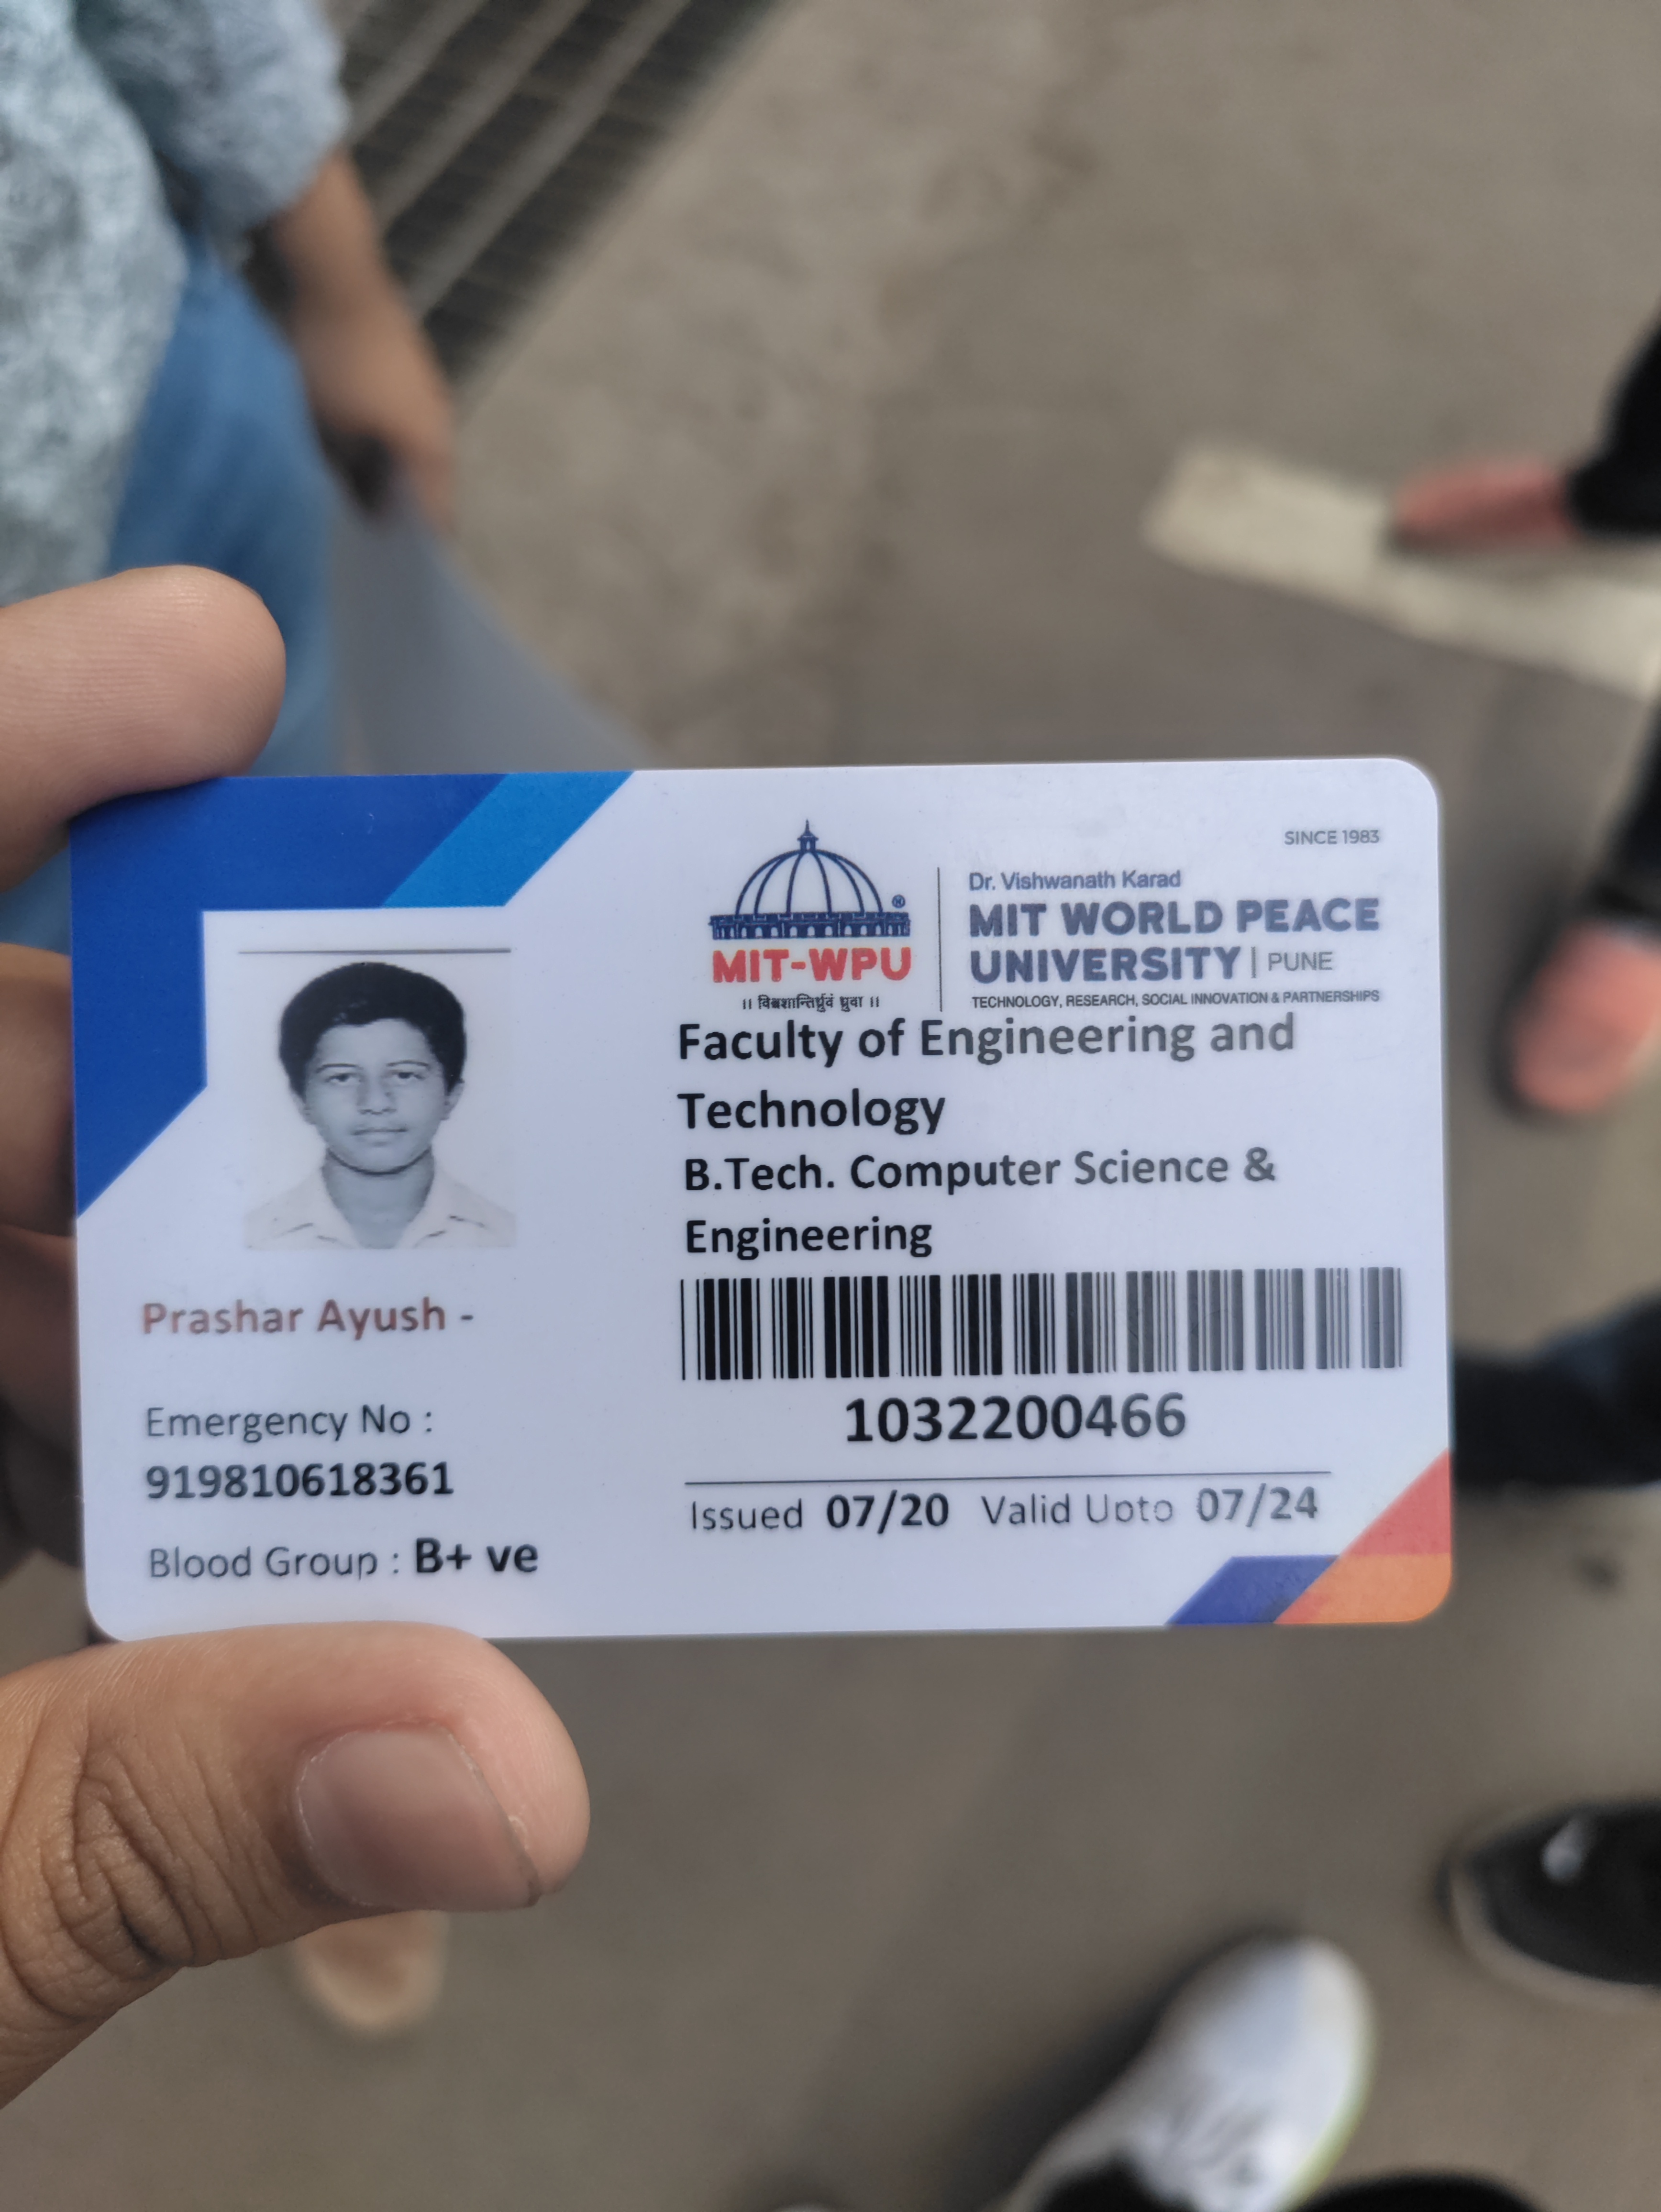 SINCE 1983
Dr. Vishwanath Karad
MIT WORLD PEACE
UNIVERSITY | PUNE
TECHNOLOGY, RESEARCH, SOCIAL INNOVATION & PARTNERSHIPS
®
MIT-WPU
॥ विश्वशान्तिर्ध्रुवं ध्रुवा ॥
Faculty of Engineering and
Technology
B.Tech. Computer Science &
Engineering
1032200466
Issued 07/20 Valid Upto 07/24
Prashar Ayush -
Emergency No :
919810618361
Blood Group : B+ ve